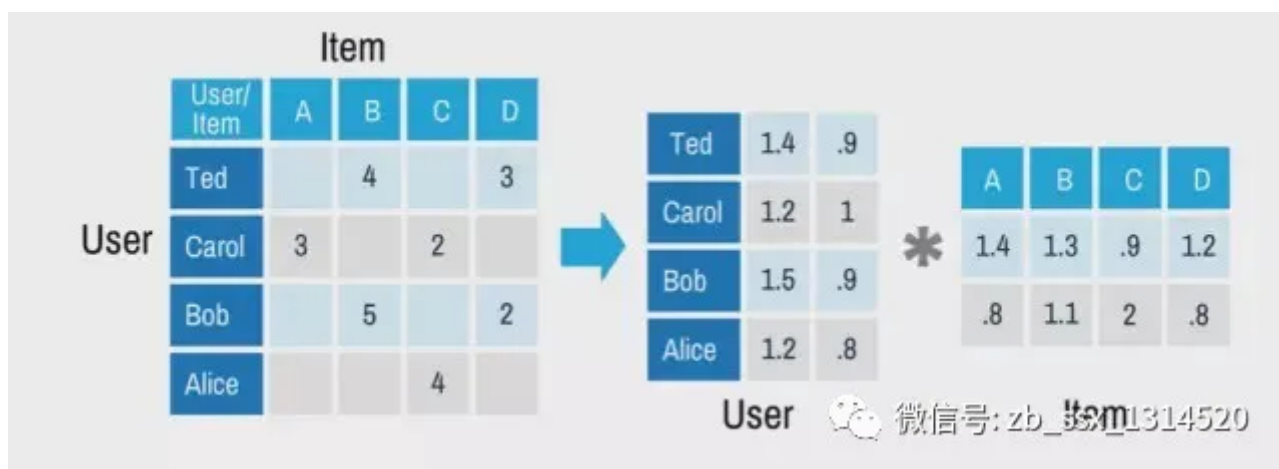 Item
User/
Item
A
B
C
D
Ted
4
3
User
Carol
3
2
Bob
5
2
Alice
4
Ted
1.4
.9
Carol
1.2
1
Bob
1.5
.9
Alice
1.2
.8
*
A
B
C
D
1.4
1.3
.9
1.2
.8
1.1
2
.8
User
Item
微信号: zb_ssx_1314520